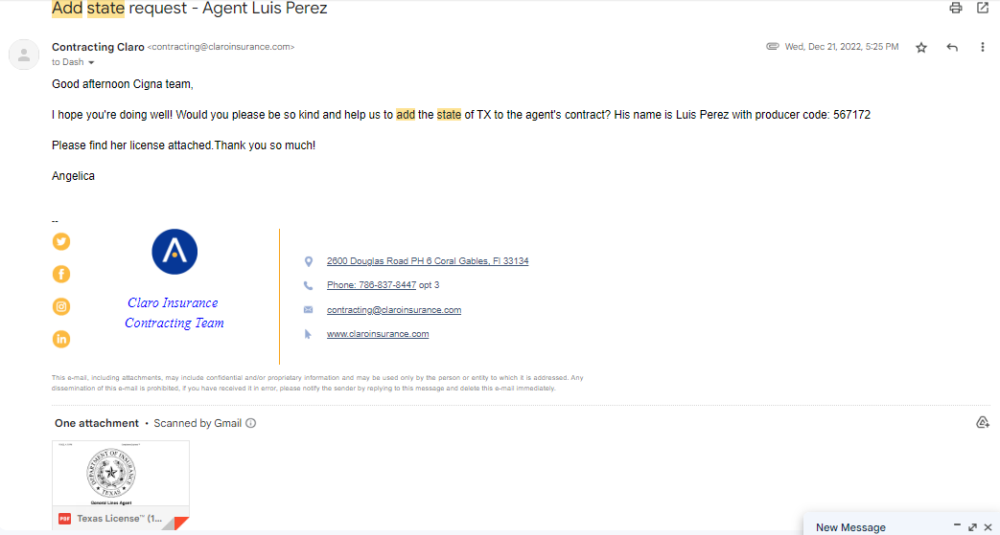 Add state request - Agent Luis Perez
Contracting Claro <contracting@claroinsurance.com>
Wed, Dec 21, 2022, 5:25 PM
to Dash
Good afternoon Cigna team,
I hope you're doing well! Would you please be so kind and help us to add the state of TX to the agent's contract? His name is Luis Perez with producer code: 567172
Please find her license attached.Thank you so much!
Angelica
--
Claro Insurance
Contracting Team
2600 Douglas Road PH 6 Coral Gables, Fl 33134
Phone: 786-837-8447 opt 3
contracting@claroinsurance.com
www.claroinsurance.com
This e-mail, including attachments, may include confidential and/or proprietary information and may be used only by the person or entity to which it is addressed. Any
dissemination of this e-mail is prohibited, if you have received it in error, please notify the sender by replying to this message and delete this e-mail immediately.
One attachment • Scanned by Gmail
DEPARTMENT OF INSURANCE
TEXAS
General Lines Agent
PDF Texas License™ (1...
New Message